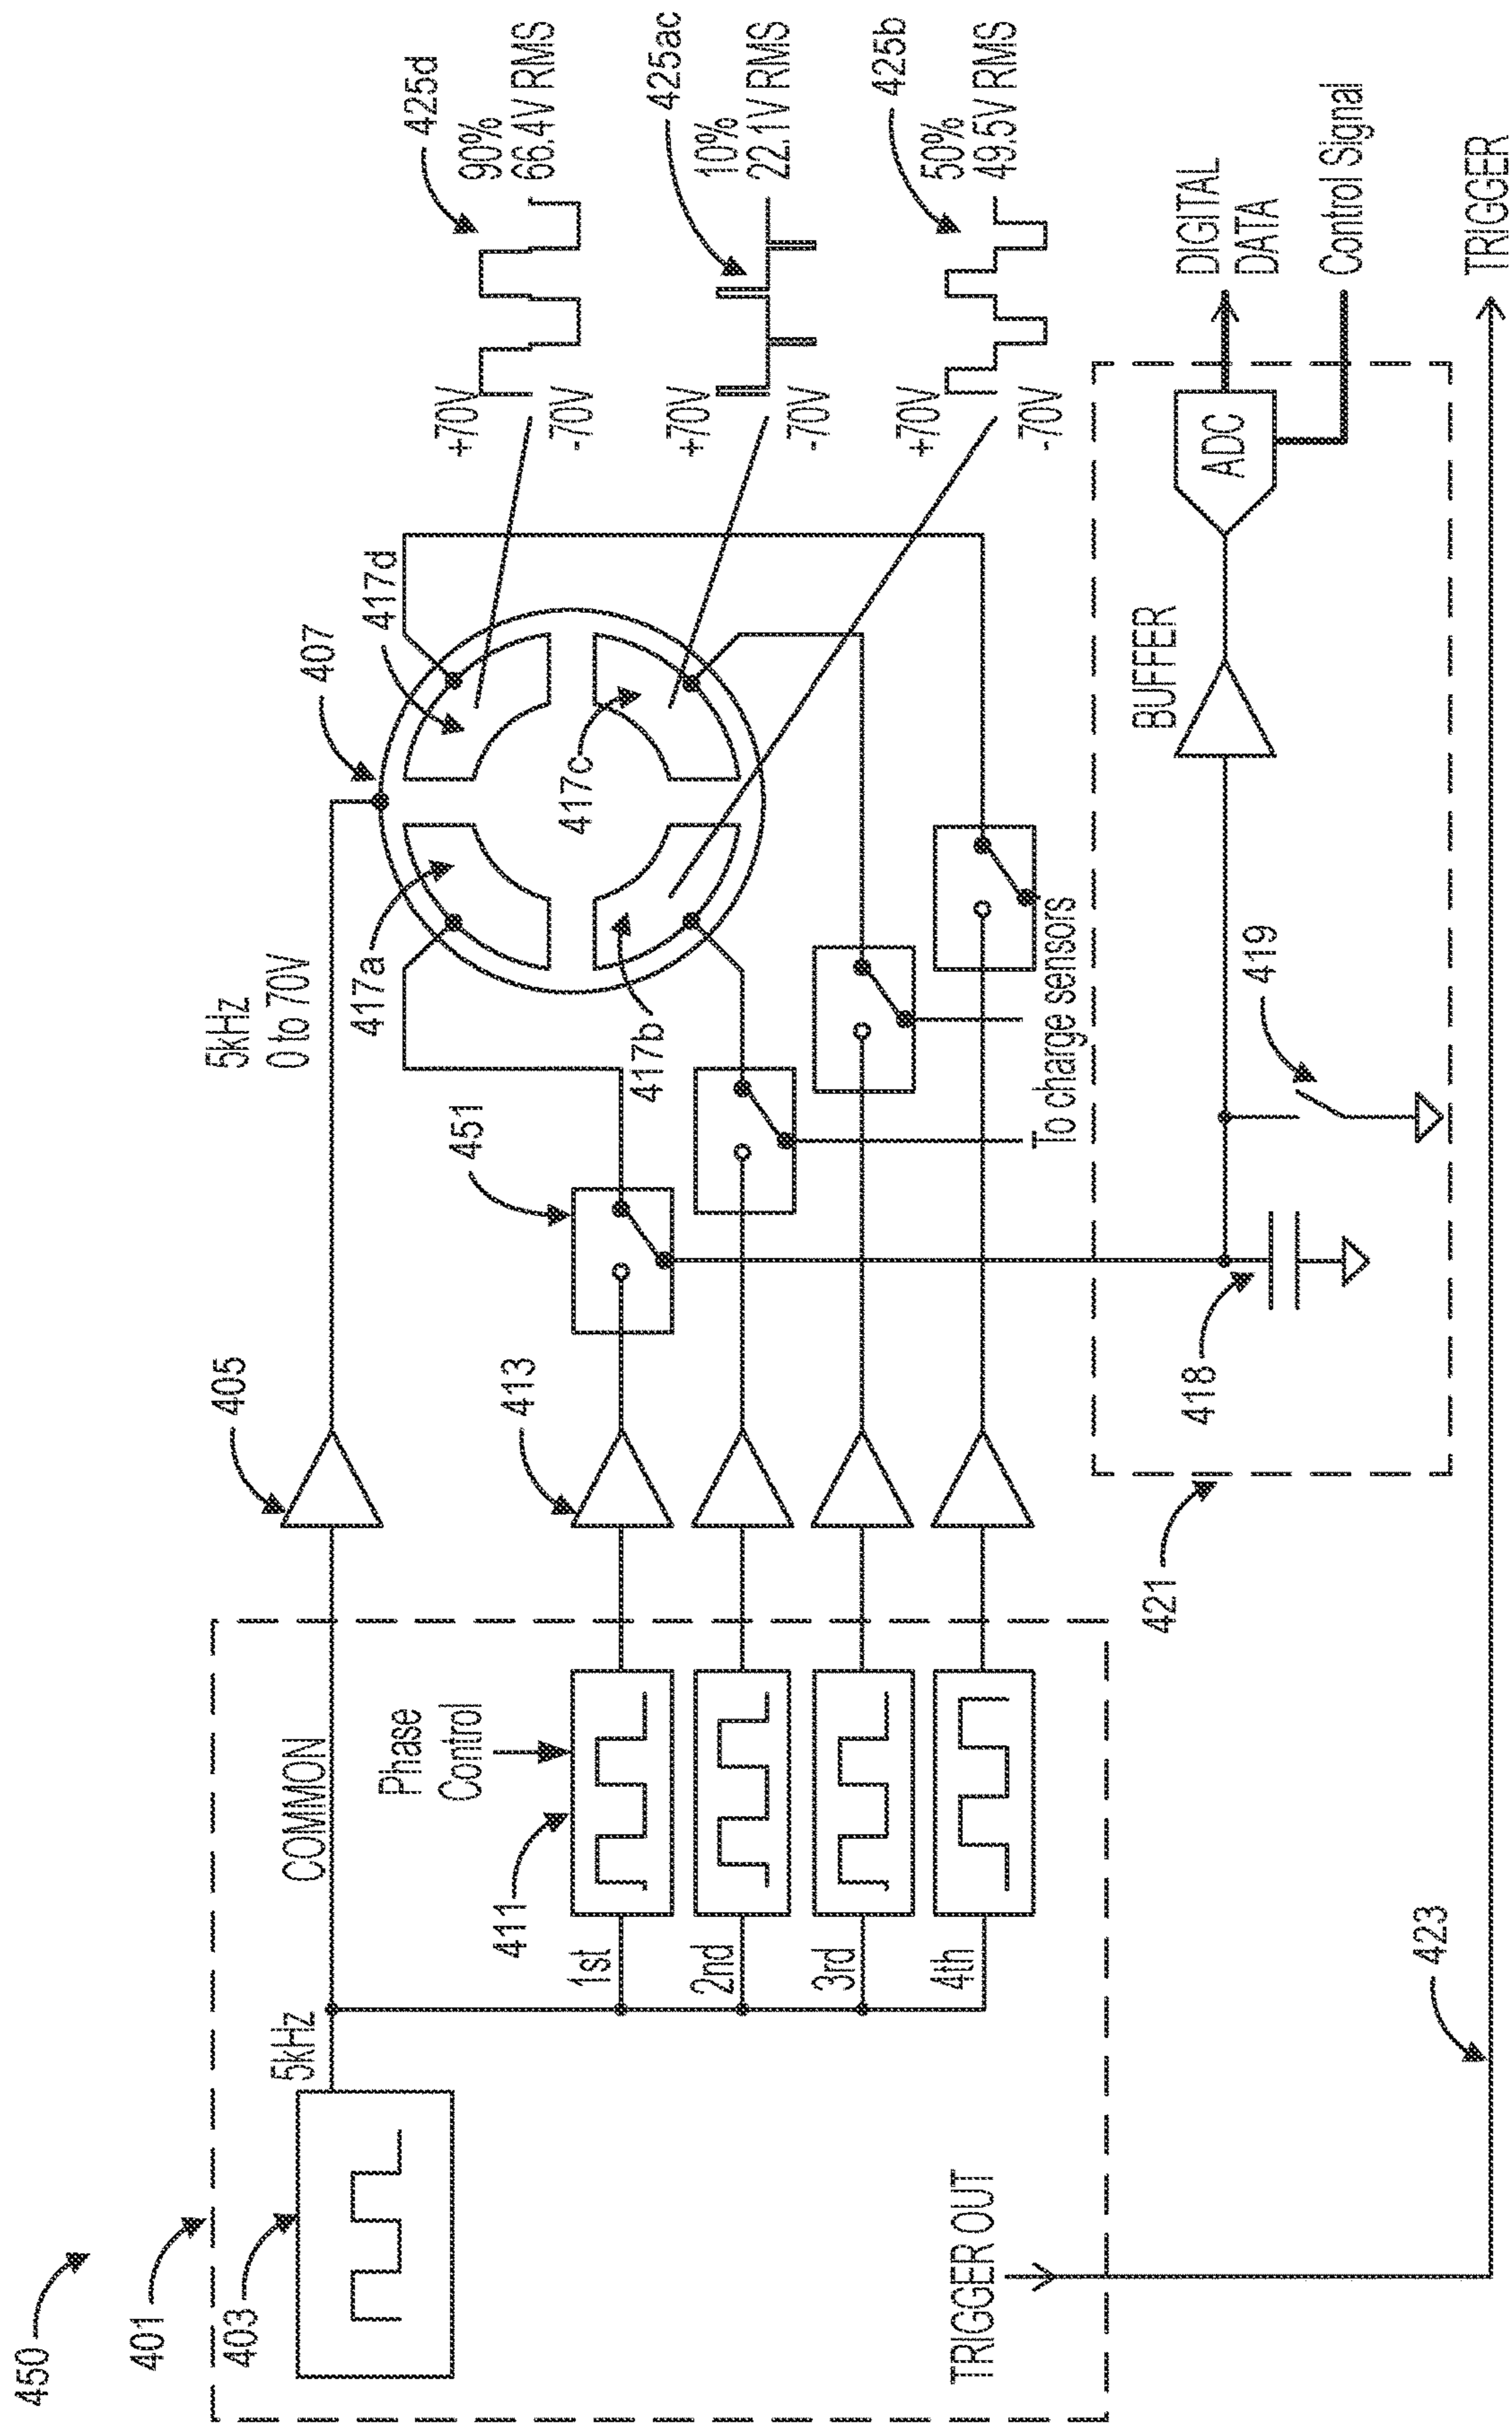 450
401
403
5kHz
COMMON
405
5kHz
0 to 70V
407
417d
417a
417b
417c
Phase
Control
411
1st
2nd
3rd
4th
413
451
To charge sensors
+70V
-70V
90%
66.4V RMS
425d
+70V
-70V
10%
22.1V RMS
425ac
+70V
-70V
50%
49.5V RMS
425b
TRIGGER OUT
421
418
419
BUFFER
ADC
DIGITAL
DATA
Control Signal
423
TRIGGER